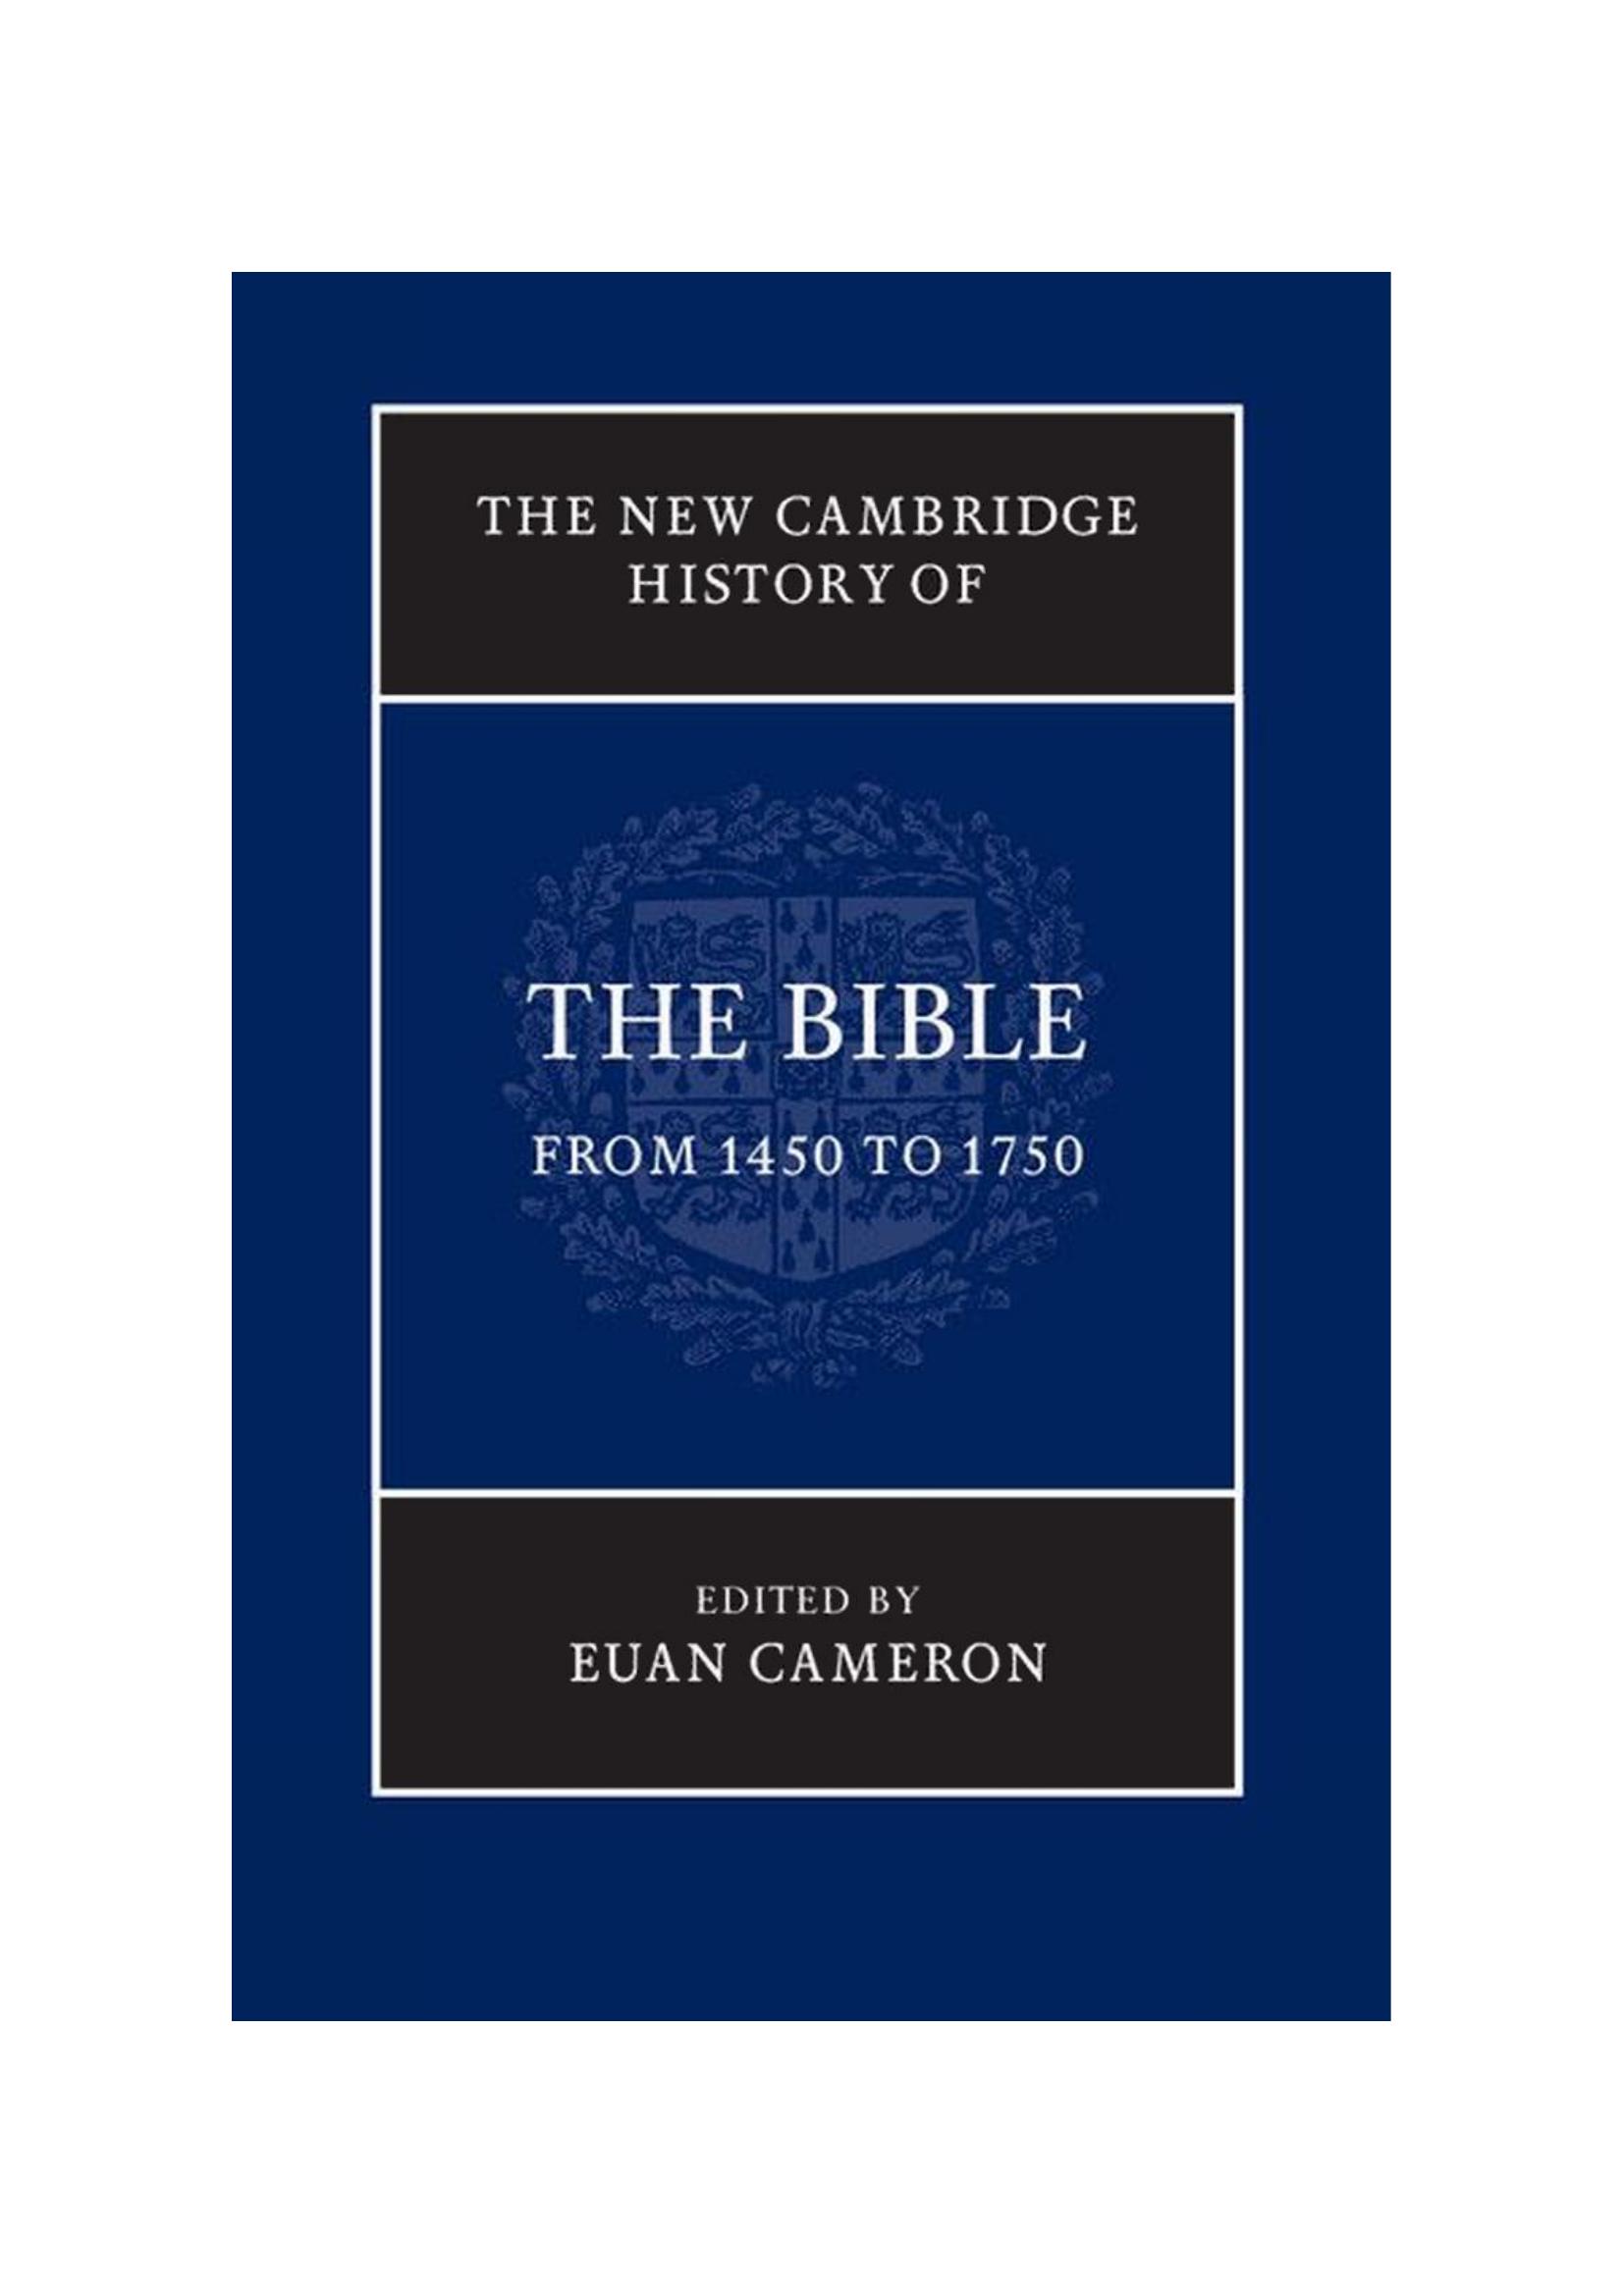 THE NEW CAMBRIDGE
HISTORY OF
THE BIBLE
FROM 1450 TO 1750
EDITED BY
EUAN CAMERON